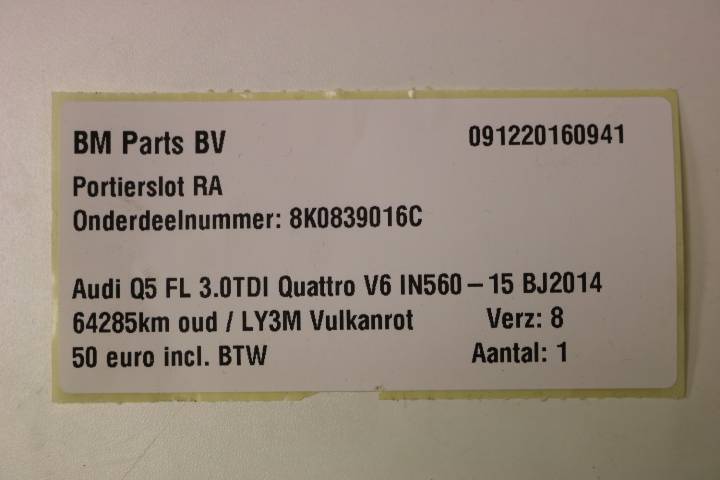 BM Parts BV 091220160941
Portierslot RA
Onderdeelnummer: 8K0839016C
Audi Q5 FL 3.0TDI Quattro V6 IN560 – 15 BJ2014
64285km oud / LY3M Vulkanrot Verz: 8
50 euro incl. BTW Aantal: 1